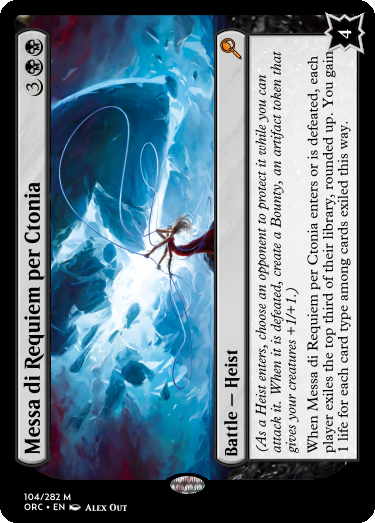 Messa di Requiem per Ctonia
3
Battle — Heist
(As a Heist enters, choose an opponent to protect it while you can
attack it. When it is defeated, create a Bounty, an artifact token that
gives your creatures +1/+1.)
When Messa di Requiem per Ctonia enters or is defeated, each
player exiles the top third of their library, rounded up. You gain
1 life for each card type among cards exiled this way.
4
104/282 M
ORC • EN Alex Out